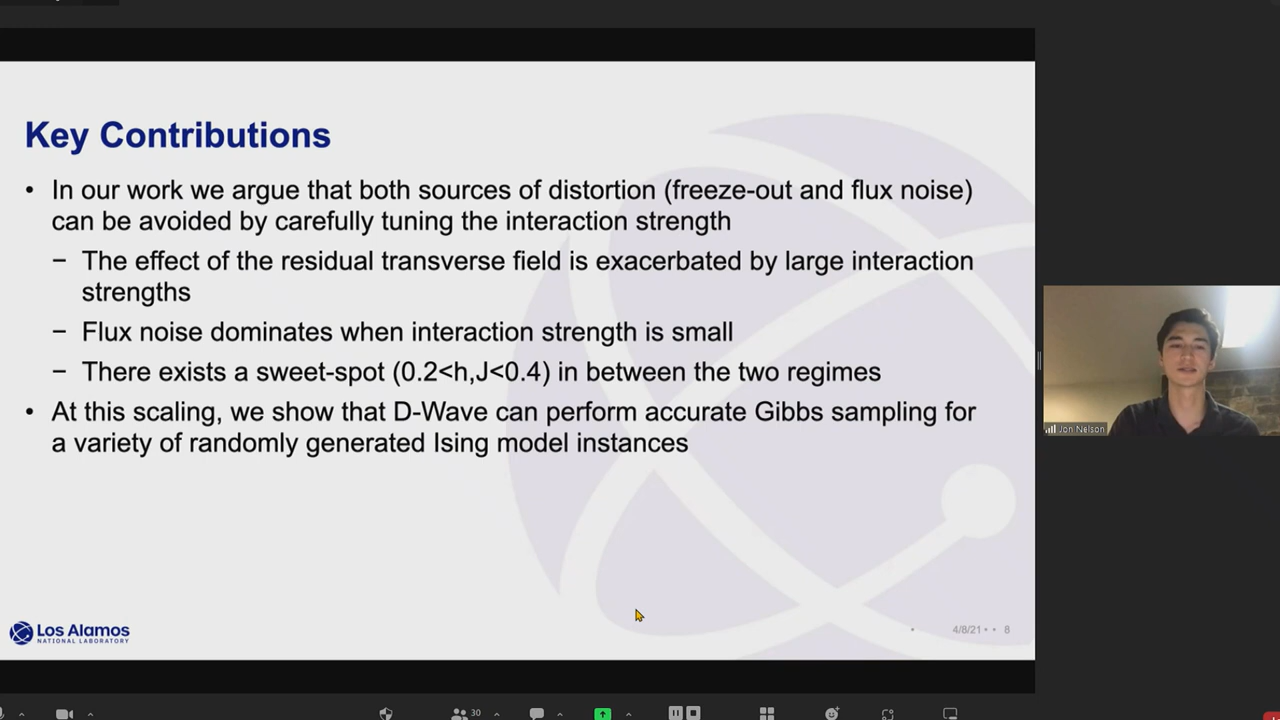 Key Contributions
• In our work we argue that both sources of distortion (freeze-out and flux noise)
can be avoided by carefully tuning the interaction strength
− The effect of the residual transverse field is exacerbated by large interaction
strengths
− Flux noise dominates when interaction strength is small
− There exists a sweet-spot (0.2<h,J<0.4) in between the two regimes
• At this scaling, we show that D-Wave can perform accurate Gibbs sampling for
a variety of randomly generated Ising model instances
Jon Nelson
Los Alamos
NATIONAL LABORATORY
4/8/21 • • 8
30